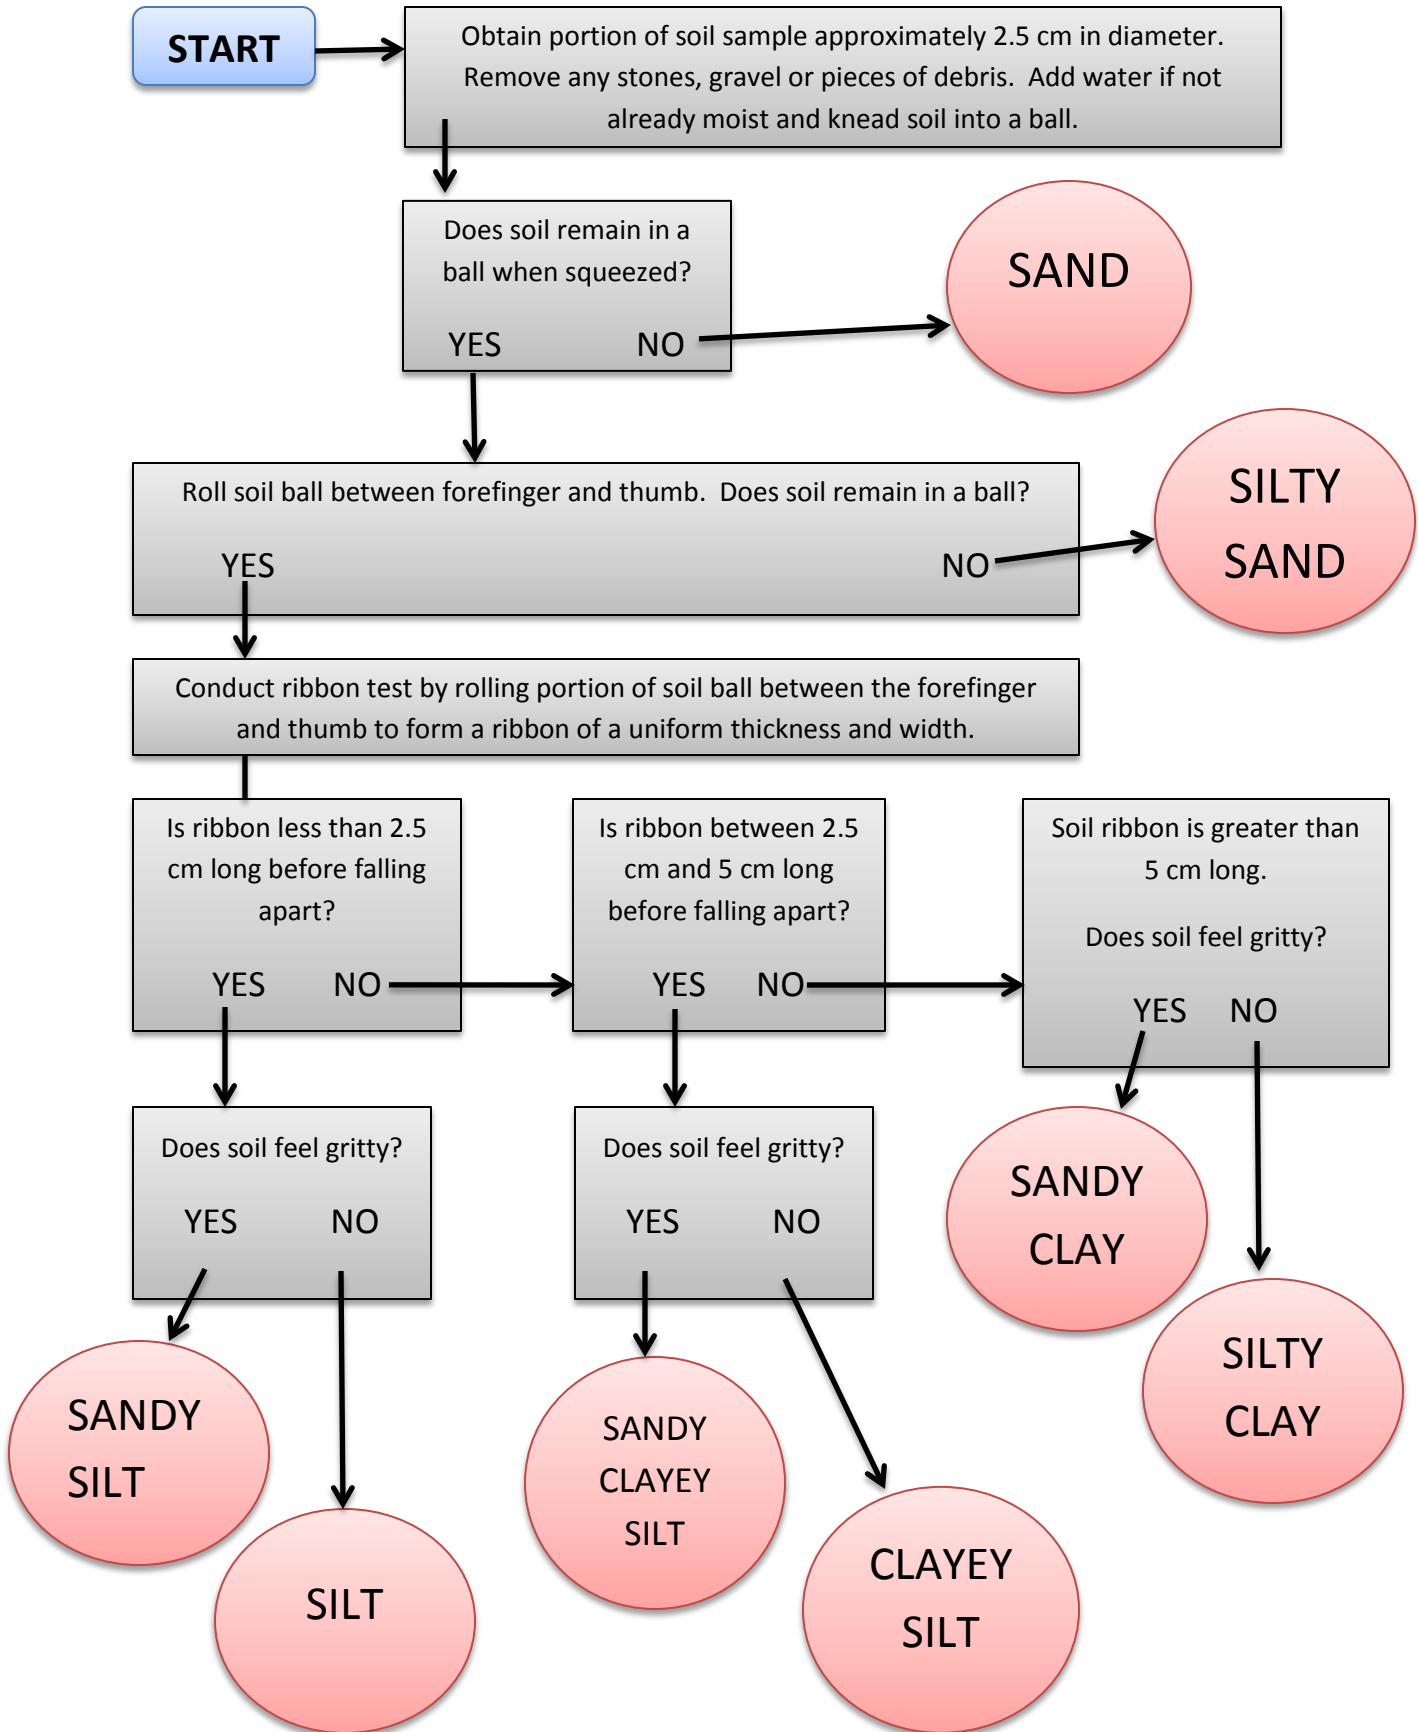 START
Obtain portion of soil sample approximately 2.5 cm in diameter.
Remove any stones, gravel or pieces of debris.  Add water if not
already moist and knead soil into a ball.
Does soil remain in a
ball when squeezed?
YES NO
SAND
Roll soil ball between forefinger and thumb.  Does soil remain in a ball?
YES NO
SILTY
SAND
Conduct ribbon test by rolling portion of soil ball between the forefinger
and thumb to form a ribbon of a uniform thickness and width.
Is ribbon less than 2.5
cm long before falling
apart?
YES NO
Is ribbon between 2.5
cm and 5 cm long
before falling apart?
YES NO
Soil ribbon is greater than
5 cm long.
Does soil feel gritty?
YES NO
Does soil feel gritty?
YES NO
Does soil feel gritty?
YES NO
SANDY
CLAY
SILTY
CLAY
SANDY
SILT
SILT
SANDY
CLAYEY
SILT
CLAYEY
SILT